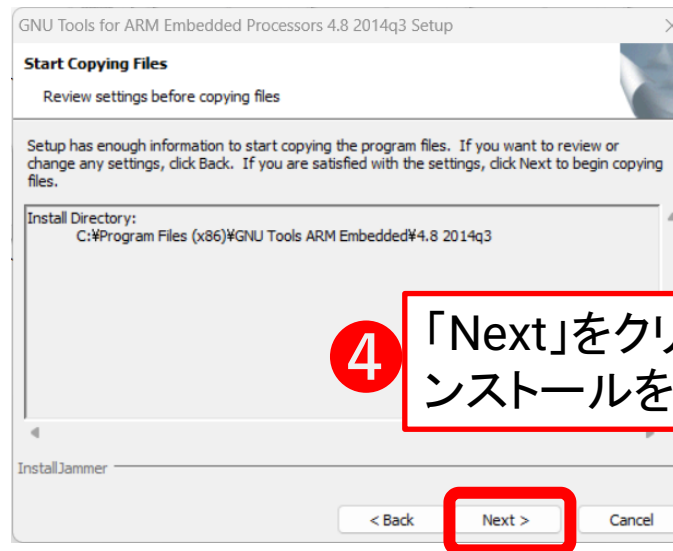 GNU Tools for ARM Embedded Processors 4.8 2014q3 Setup
Start Copying Files
Review settings before copying files
Setup has enough information to start copying the program files. If you want to review or
change any settings, click Back. If you are satisfied with the settings, click Next to begin copying
files.
Install Directory:
C:¥Program Files (x86)¥GNU Tools ARM Embedded¥4.8 2014q3
4
「Next」をクリ
ンストールを
InstallJammer
< Back
Next >
Cancel